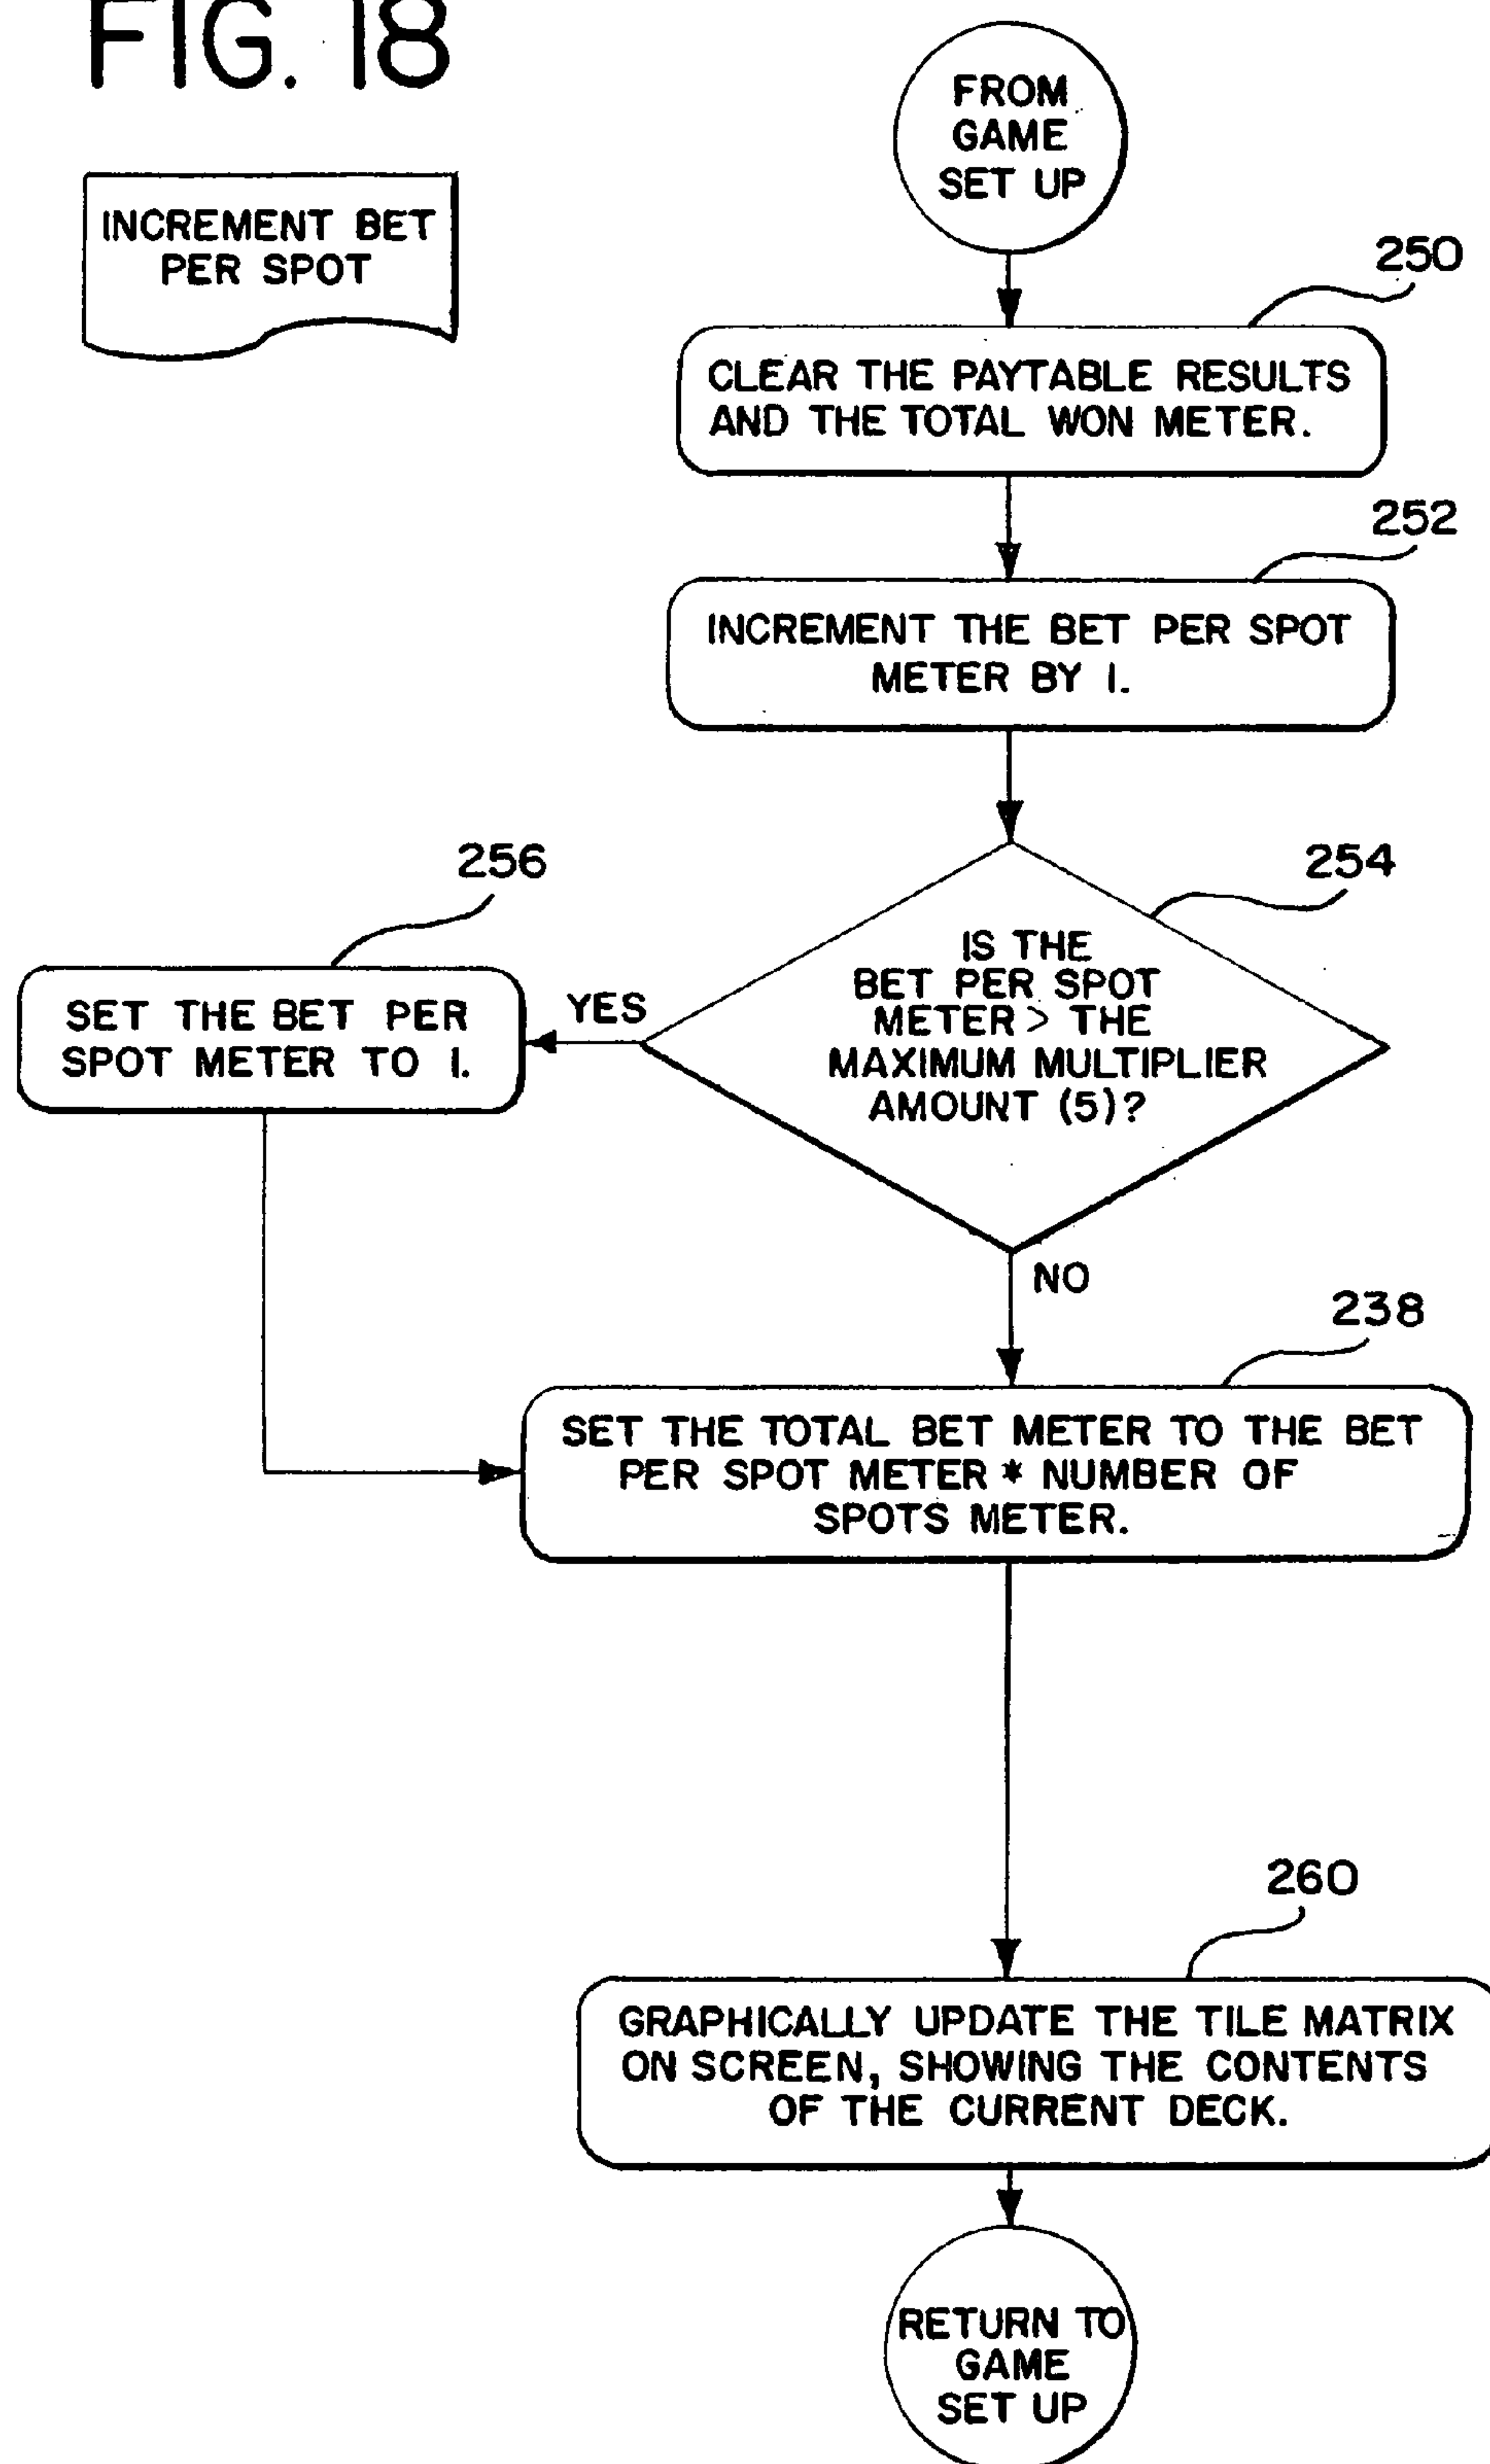 FIG. 18
INCREMENT BET
PER SPOT
FROM
GAME
SET UP
250
CLEAR THE PAYTABLE RESULTS
AND THE TOTAL WON METER.
252
INCREMENT THE BET PER SPOT
METER BY 1.
254
IS THE
BET PER SPOT
METER > THE
MAXIMUM MULTIPLIER
AMOUNT (5)?
YES
256
SET THE BET PER
SPOT METER TO 1.
NO
238
SET THE TOTAL BET METER TO THE BET
PER SPOT METER * NUMBER OF
SPOTS METER.
260
GRAPHICALLY UPDATE THE TILE MATRIX
ON SCREEN, SHOWING THE CONTENTS
OF THE CURRENT DECK.
RETURN TO
GAME
SET UP